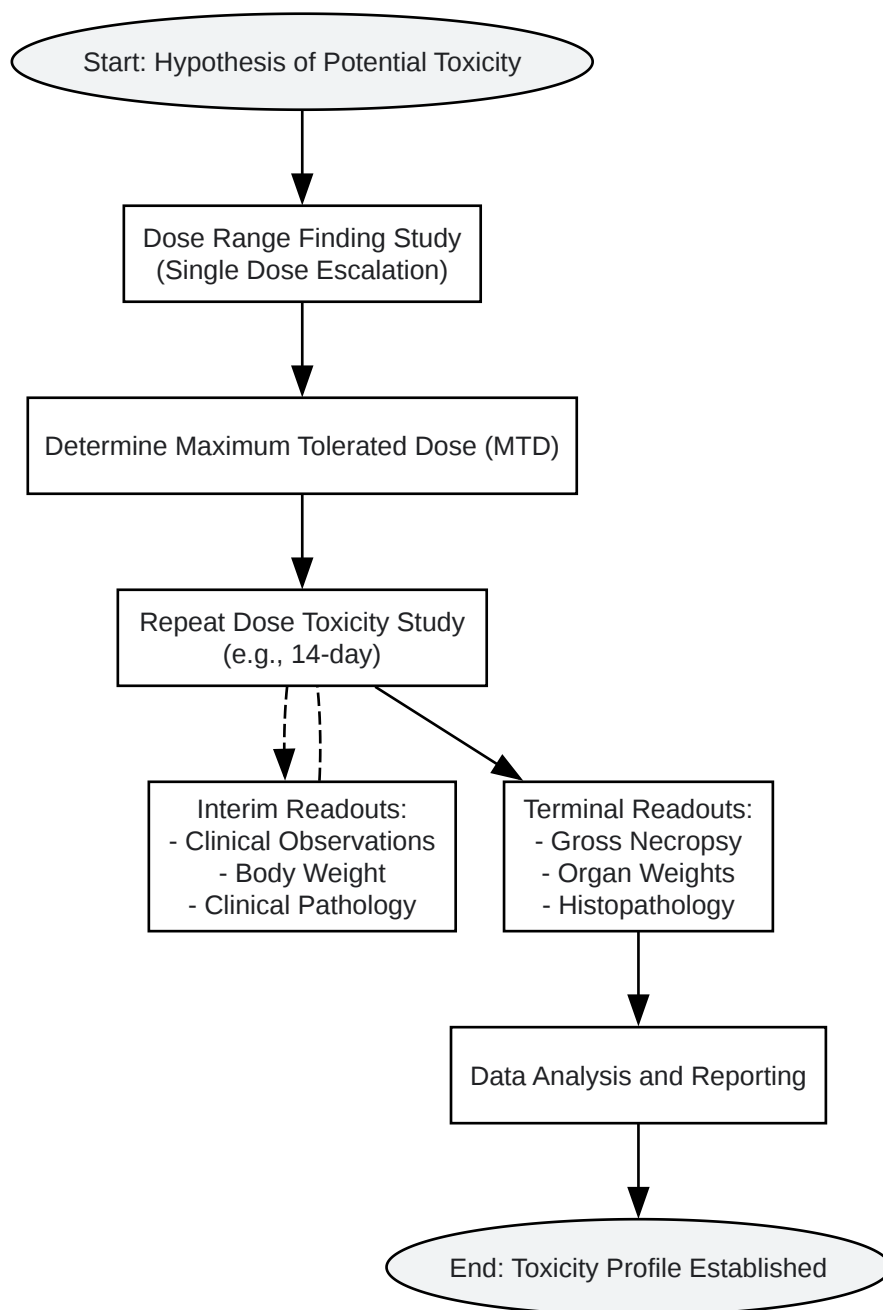 Start: Hypothesis of Potential Toxicity
Dose Range Finding Study
(Single Dose Escalation)
Determine Maximum Tolerated Dose (MTD)
Repeat Dose Toxicity Study
(e.g., 14-day)
Interim Readouts:
- Clinical Observations
- Body Weight
- Clinical Pathology
Terminal Readouts:
- Gross Necropsy
- Organ Weights
- Histopathology
Data Analysis and Reporting
End: Toxicity Profile Established